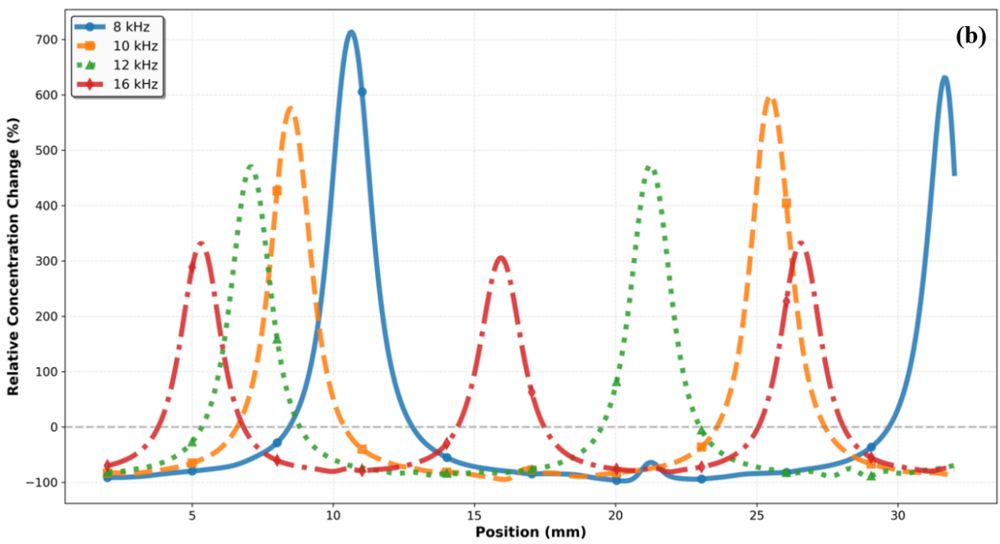 (b)
8 kHz
10 kHz
12 kHz
16 kHz
Relative Concentration Change (%)
700
600
500
400
300
200
100
0
−100
5
10
15
20
25
30
Position (mm)